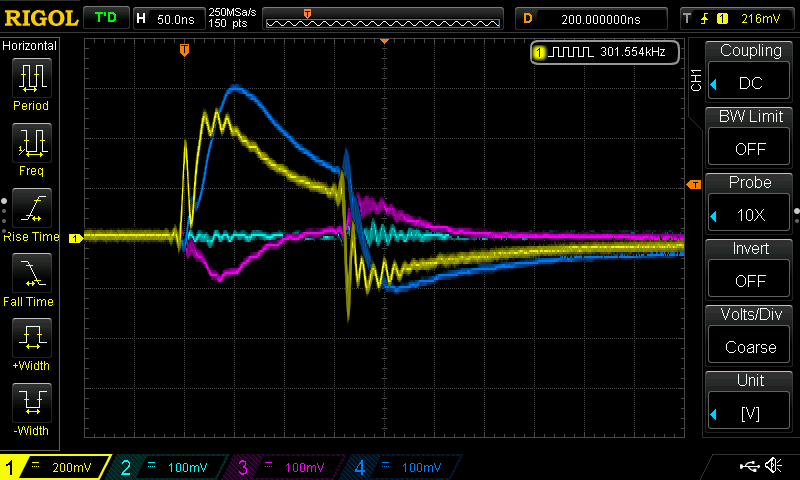 RIGOL T'D H 50.0ns 250MSa/s 150 pts T D 200.000000ns T 1 216mV
Horizontal
Period
Freq
Rise Time
Fall Time
+Width
-Width
T
1 301.554kHz
T
1
CH1
Coupling
DC
BW Limit
OFF
Probe
10X
Invert
OFF
Volts/Div
Coarse
Unit
[V]
1 200mV 2 100mV 3 100mV 4 100mV